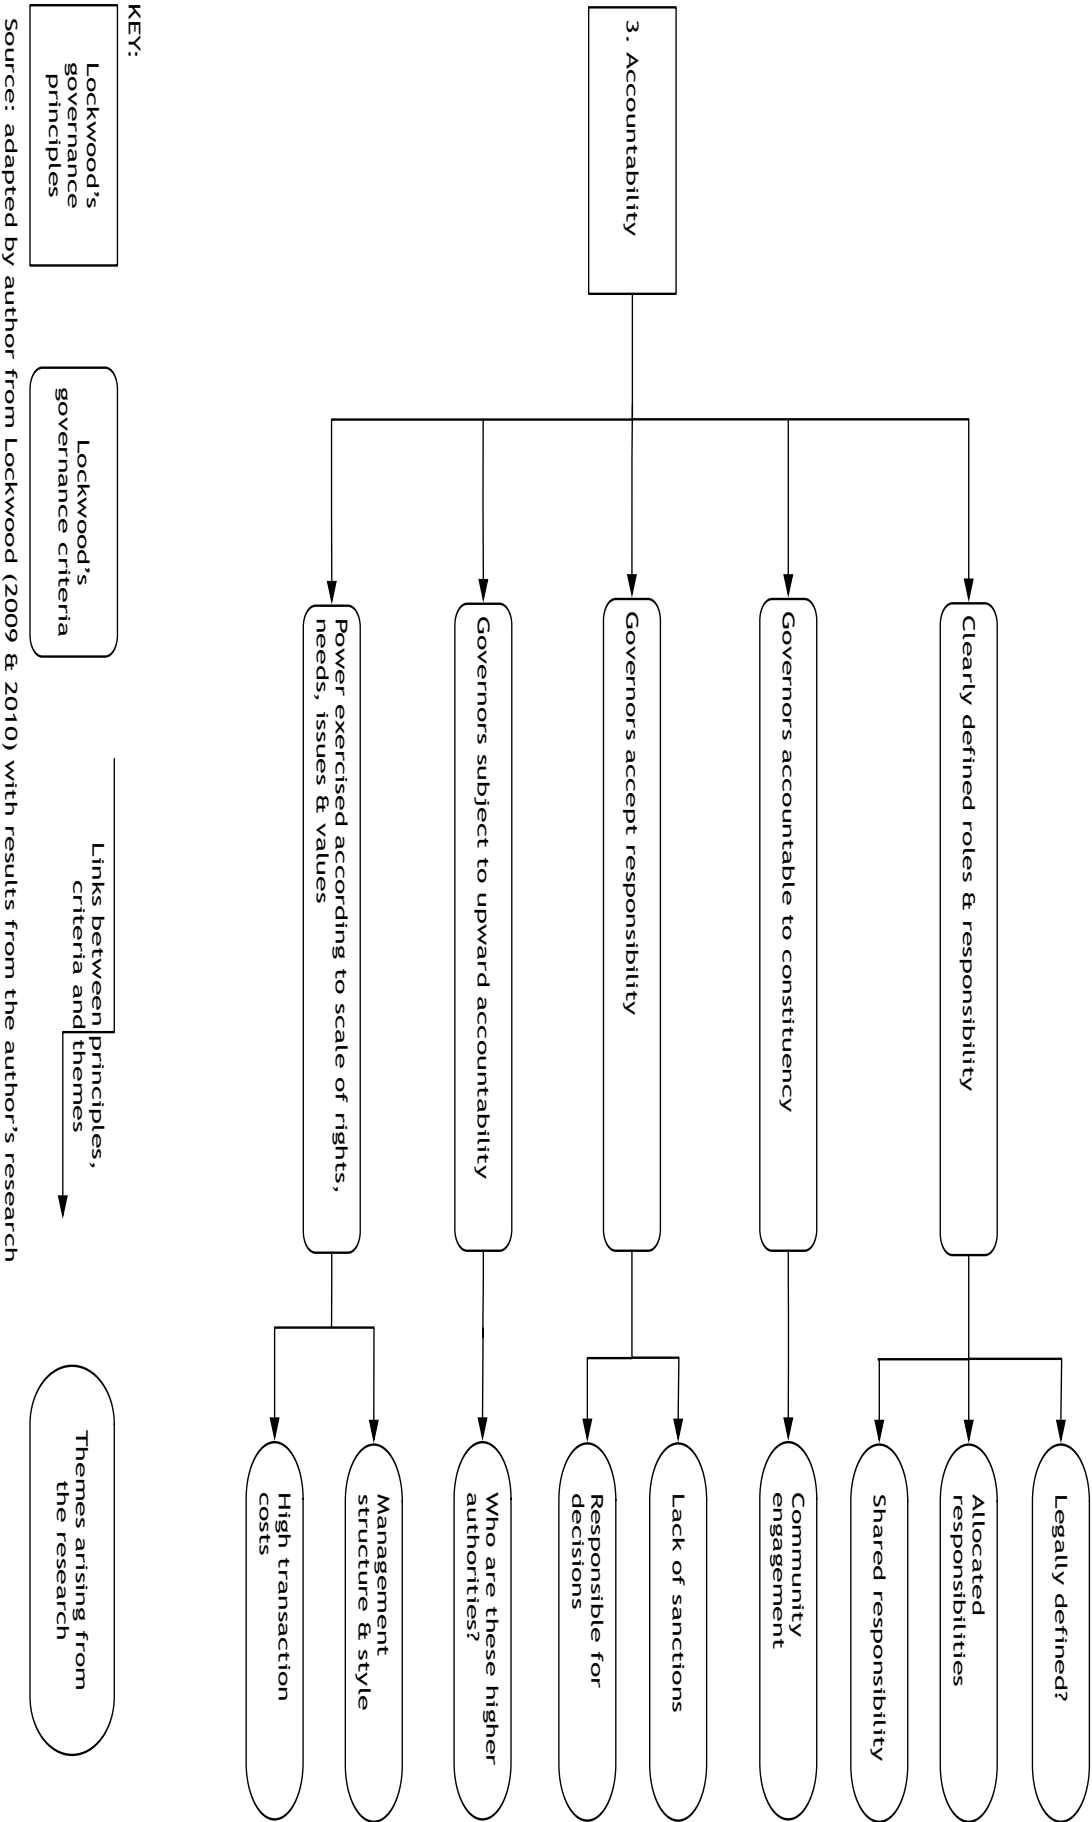 3. Accountability
Clearly defined roles & responsibility
Governors accountable to constituency
Governors accept responsibility
Governors subject to upward accountability
Power exercised according to scale of rights,
needs, issues & values
Legally defined?
Allocated
responsibilities
Shared responsibility
Community
engagement
Lack of sanctions
Responsible for
decisions
Who are these higher
authorities?
Management
structure & style
High transaction
costs
KEY:
Lockwood’s
governance
principles
Lockwood’s
governance criteria
Links between principles,
criteria and themes
Themes arising from
the research
Source: adapted by author from Lockwood (2009 & 2010) with results from the author’s research